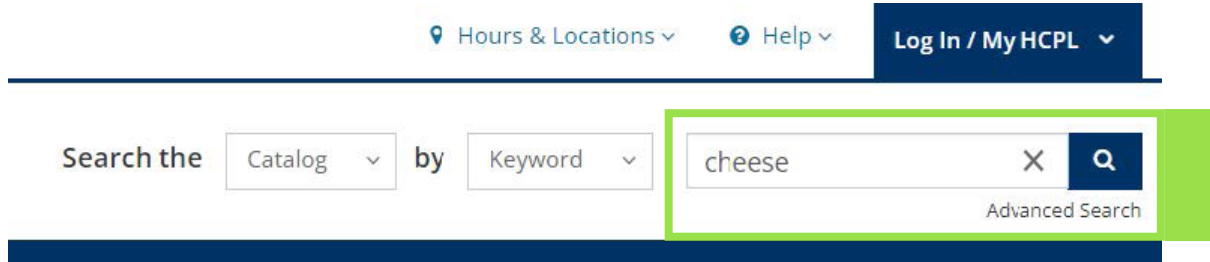 Hours & Locations Help Log In / My HCPL
Search the Catalog by Keyword cheese
Advanced Search